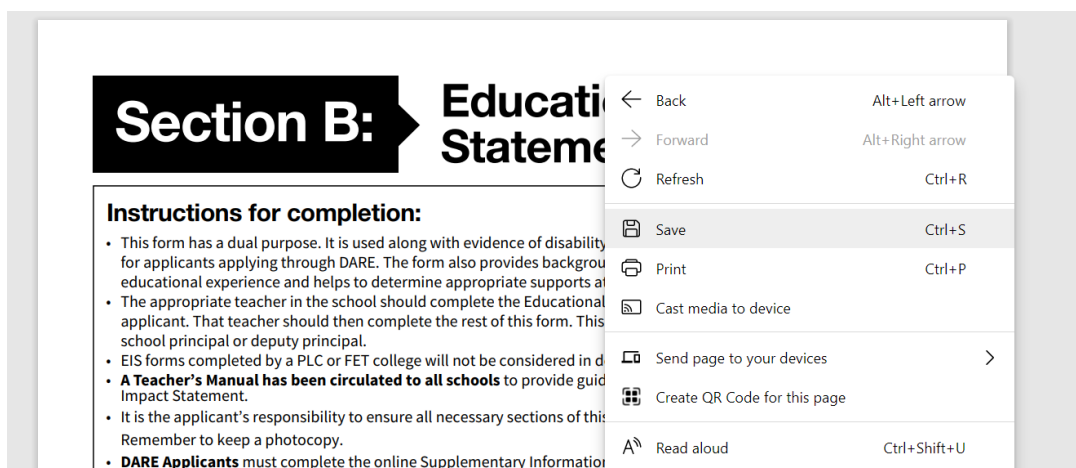 Section B:
Educati
Stateme
Instructions for completion:
• This form has a dual purpose. It is used along with evidence of disability
for applicants applying through DARE. The form also provides backgrou
educational experience and helps to determine appropriate supports at
• The appropriate teacher in the school should complete the Educational
applicant. That teacher should then complete the rest of this form. This
school principal or deputy principal.
• EIS forms completed by a PLC or FET college will not be considered in d
• A Teacher's Manual has been circulated to all schools to provide guid
Impact Statement.
• It is the applicant's responsibility to ensure all necessary sections of this
Remember to keep a photocopy.
• DARE Applicants must complete the online Supplementary Information
Back Alt+Left arrow
Forward Alt+Right arrow
Refresh Ctrl+R
Save Ctrl+S
Print Ctrl+P
Cast media to device
Send page to your devices
Create QR Code for this page
Read aloud Ctrl+Shift+U